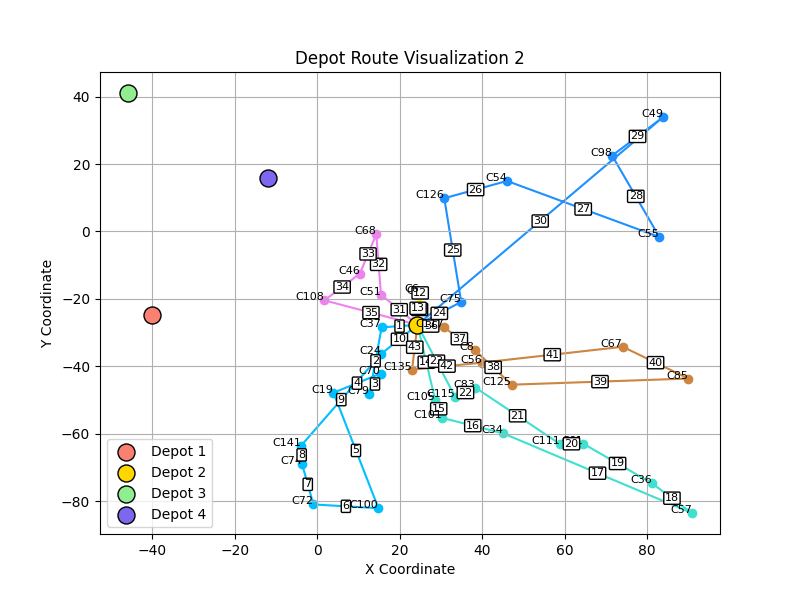 Depot Route Visualization 2
Y Coordinate
40
20
0
−20
−40
−60
−80
C49
29
C98
C54
26
C126
28
27
30
C68
C55
25
33
32
C46
34
C51
C6
12
C108
C75
13
31
24
35
C37
1
10
37
43
C8
C67
C24
41
2
C56
42
40
C135
38
C70
C85
4
3
C125
39
C83
C19
C79
C115
22
9
C105
15
C101
21
16
C34
C141
5
C111
20
8
19
17
7
C36
18
C72
6
C100
C57
Depot 1
Depot 2
Depot 3
Depot 4
−40
−20
0
20
40
60
80
X Coordinate